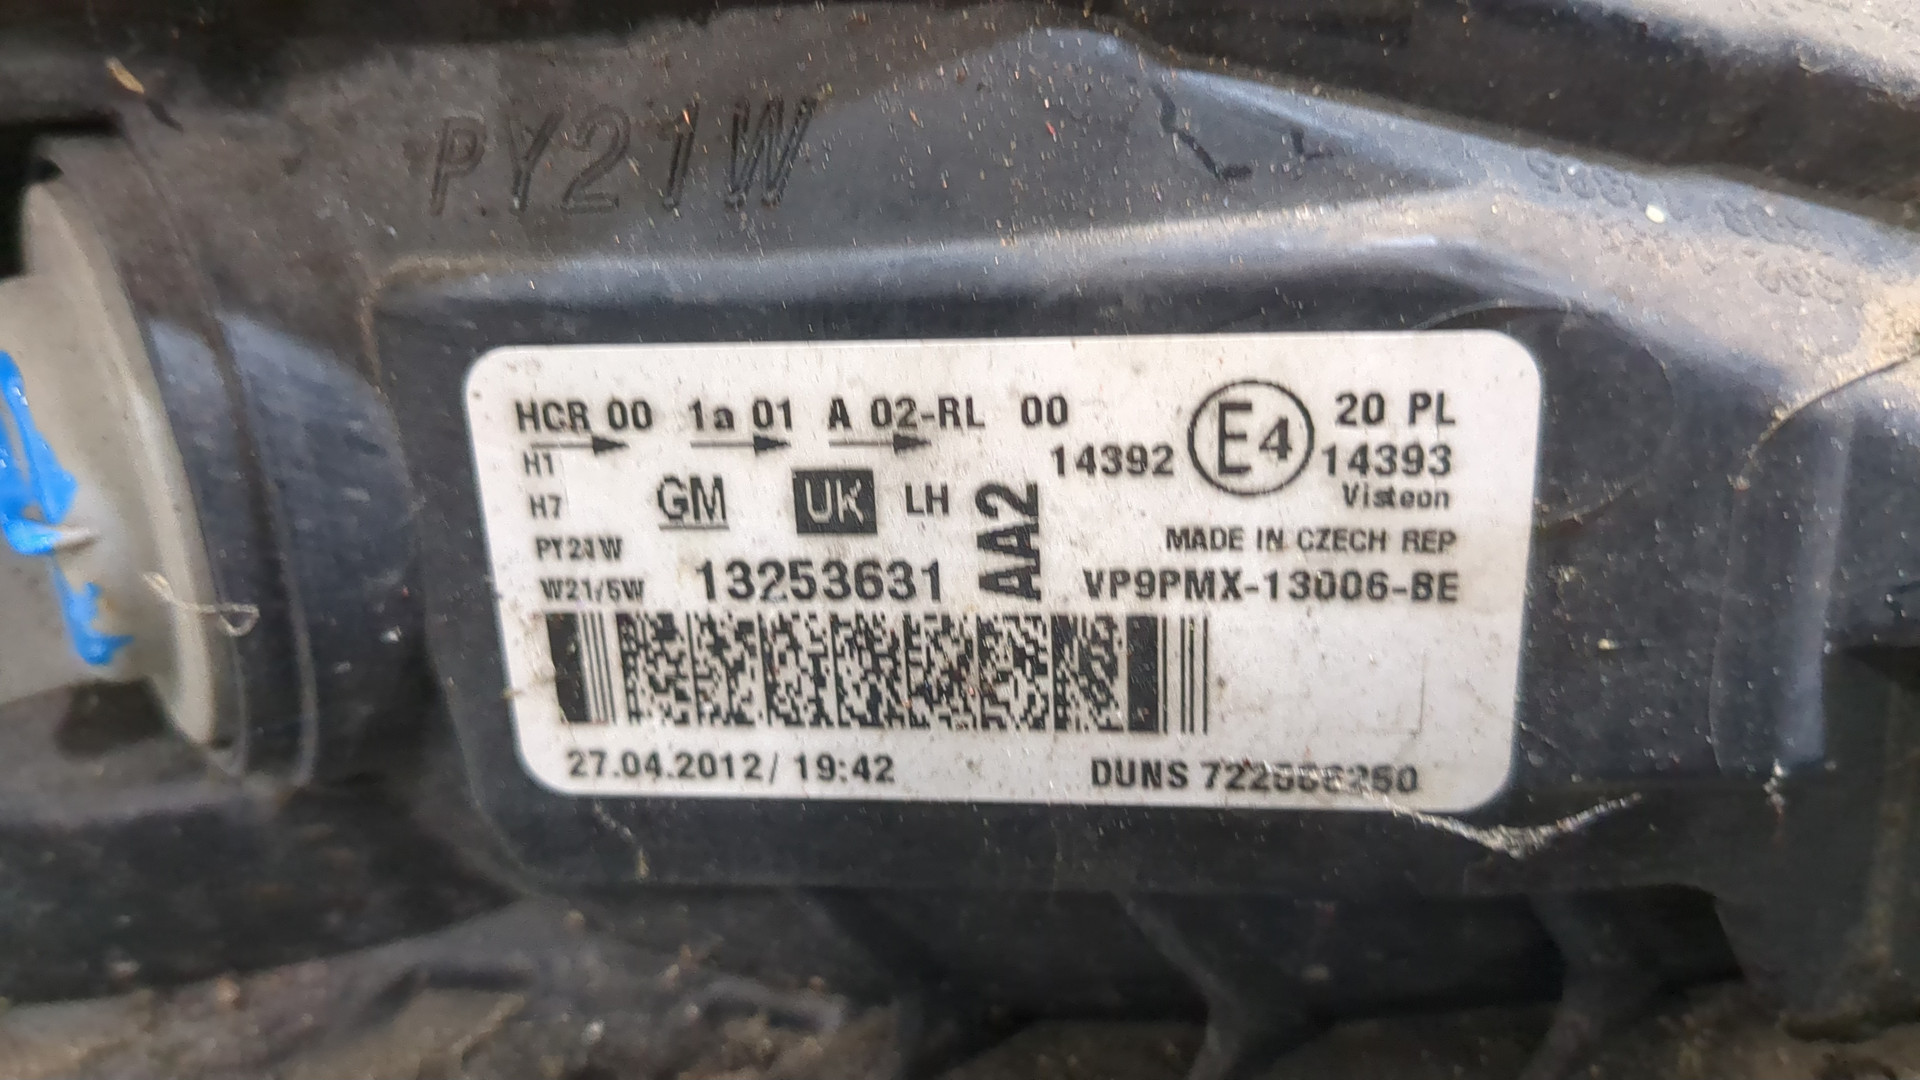 PY21W
HCR 00 1a 01 A 02-RL 00 E4 20 PL
H1 14392 14393
H7 GM UK LH AA2 Visteon
PY21W MADE IN CZECH REP
W21/5W 13253631 VP9PMX-13006-BE
27.04.2012/ 19:42 DUNS